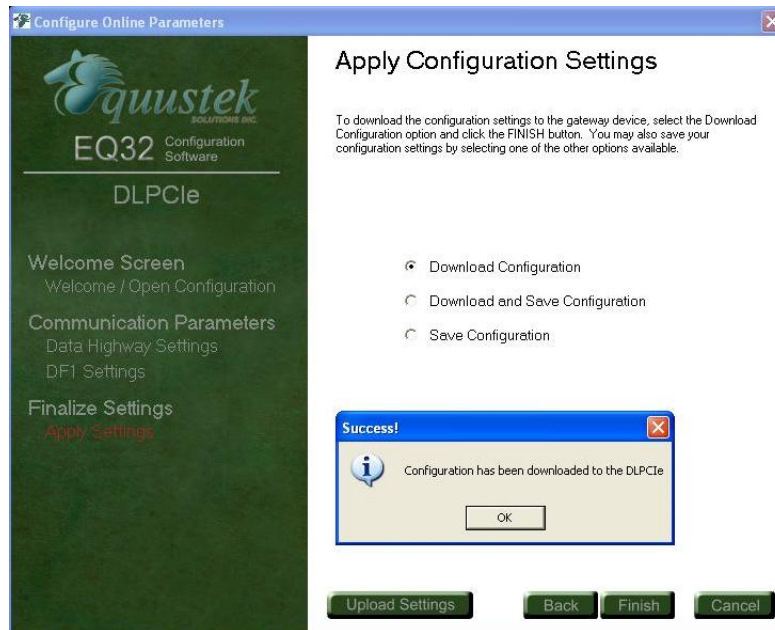 Configure Online Parameters
Equustek
SOLUTIONS INC.
EQ32 Configuration Software
DLPCIe
Welcome Screen
Welcome / Open Configuration
Communication Parameters
Data Highway Settings
DF1 Settings
Finalize Settings
Apply Settings
Apply Configuration Settings
To download the configuration settings to the gateway device, select the Download
Configuration option and click the FINISH button. You may also save your
configuration settings by selecting one of the other options available.
Download Configuration
Download and Save Configuration
Save Configuration
Success!
Configuration has been downloaded to the DLPCIe
OK
Upload Settings
Back
Finish
Cancel